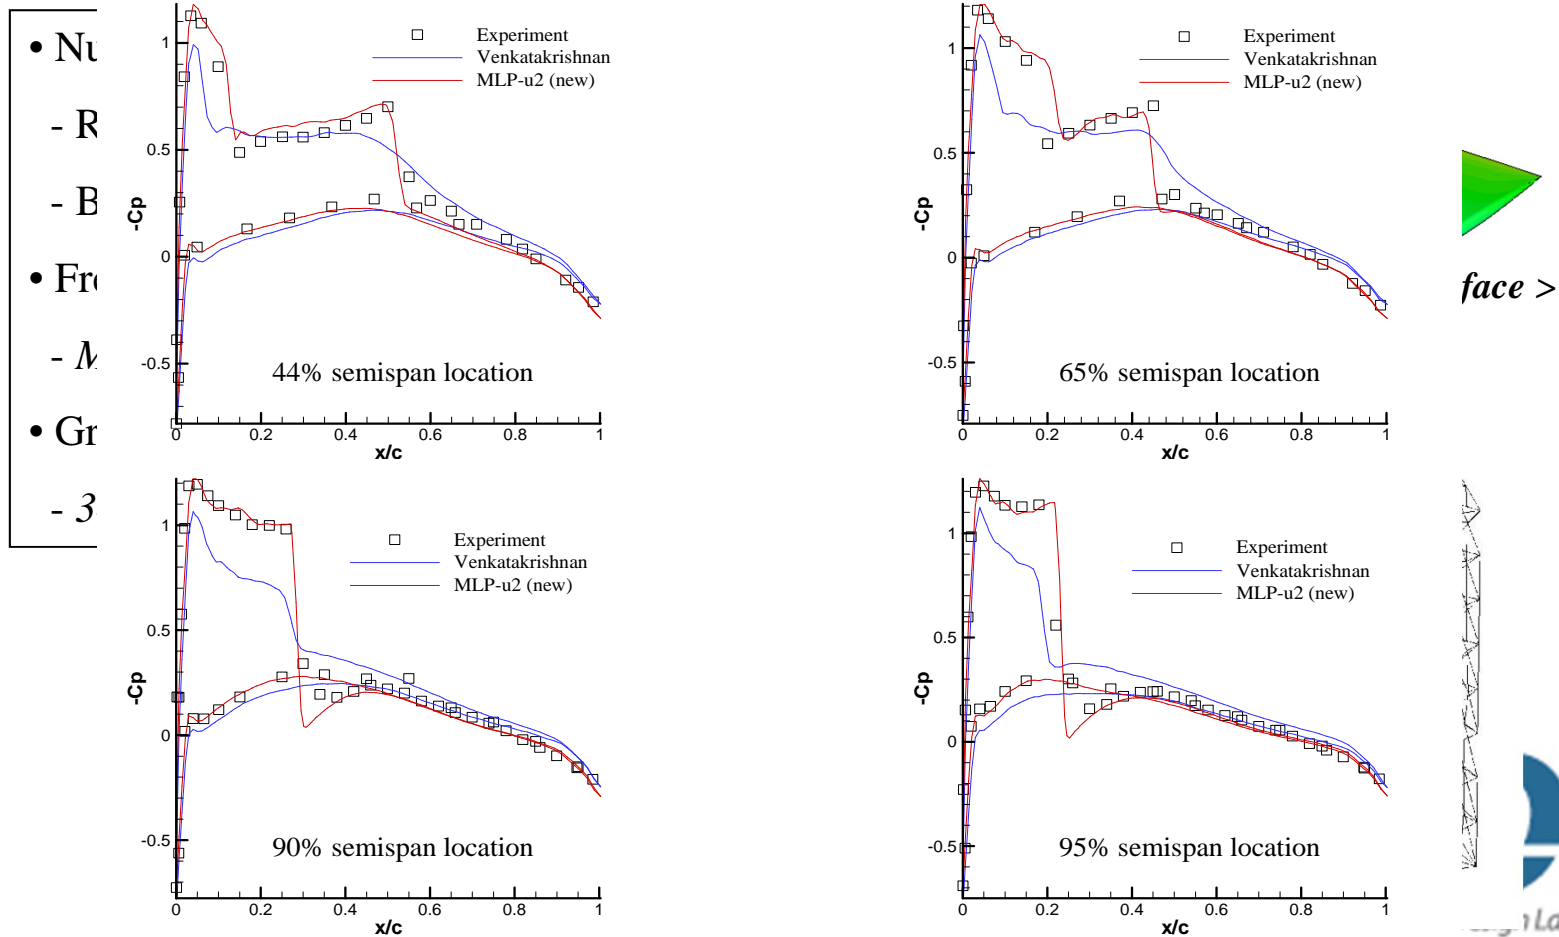 • Nu
- R
- B
• Fre
- M
• Gr
- 3
Experiment
Venkatakrishnan
MLP-u2 (new)
1
0.5
0
-0.5
-Cp
44% semispan location
0 0.2 0.4 0.6 0.8 1
x/c
Experiment
Venkatakrishnan
MLP-u2 (new)
1
0.5
0
-0.5
-Cp
65% semispan location
0 0.2 0.4 0.6 0.8 1
x/c
face >
Experiment
Venkatakrishnan
MLP-u2 (new)
1
0.5
0
-0.5
-Cp
90% semispan location
0 0.2 0.4 0.6 0.8 1
x/c
Experiment
Venkatakrishnan
MLP-u2 (new)
1
0.5
0
-0.5
-Cp
95% semispan location
0 0.2 0.4 0.6 0.8 1
x/c